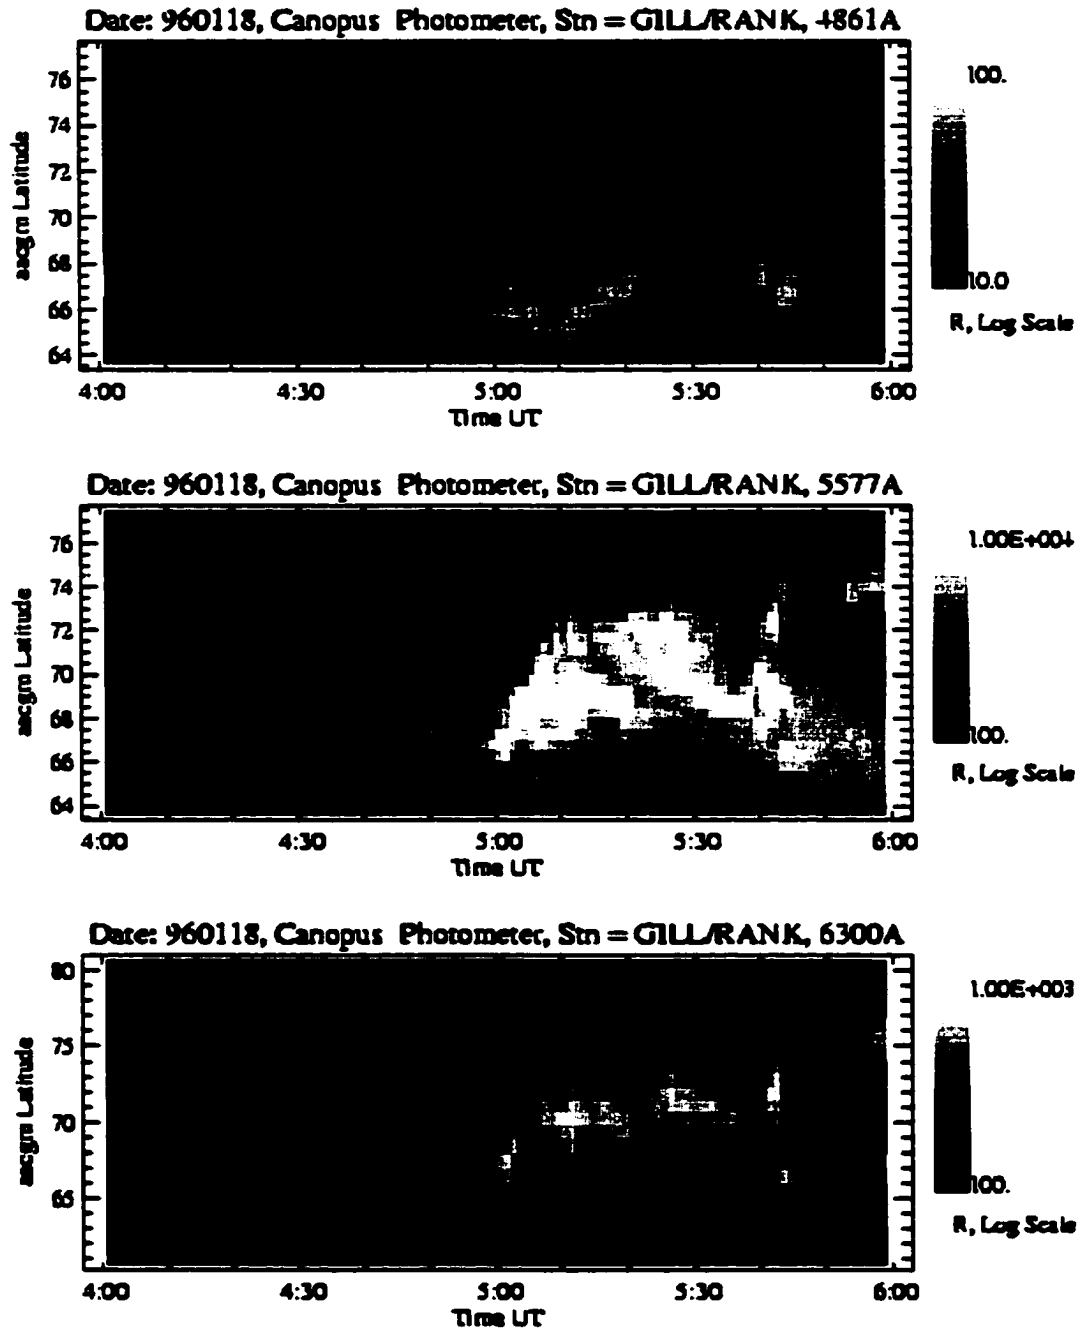 Date: 960118, Canopus Photometer, Stn = GILL/RANK, 4861A
76
74
72
70
68
66
64
aacgm Latitude
4:00 4:30 5:00 5:30 6:00
Time UT
100.
10.0
R, Log Scale
Date: 960118, Canopus Photometer, Stn = GILL/RANK, 5577A
76
74
72
70
68
66
64
aacgm Latitude
4:00 4:30 5:00 5:30 6:00
Time UT
1.00E+004
100.
R, Log Scale
Date: 960118, Canopus Photometer, Stn = GILL/RANK, 6300A
80
75
70
65
aacgm Latitude
4:00 4:30 5:00 5:30 6:00
Time UT
1.00E+003
100.
R, Log Scale